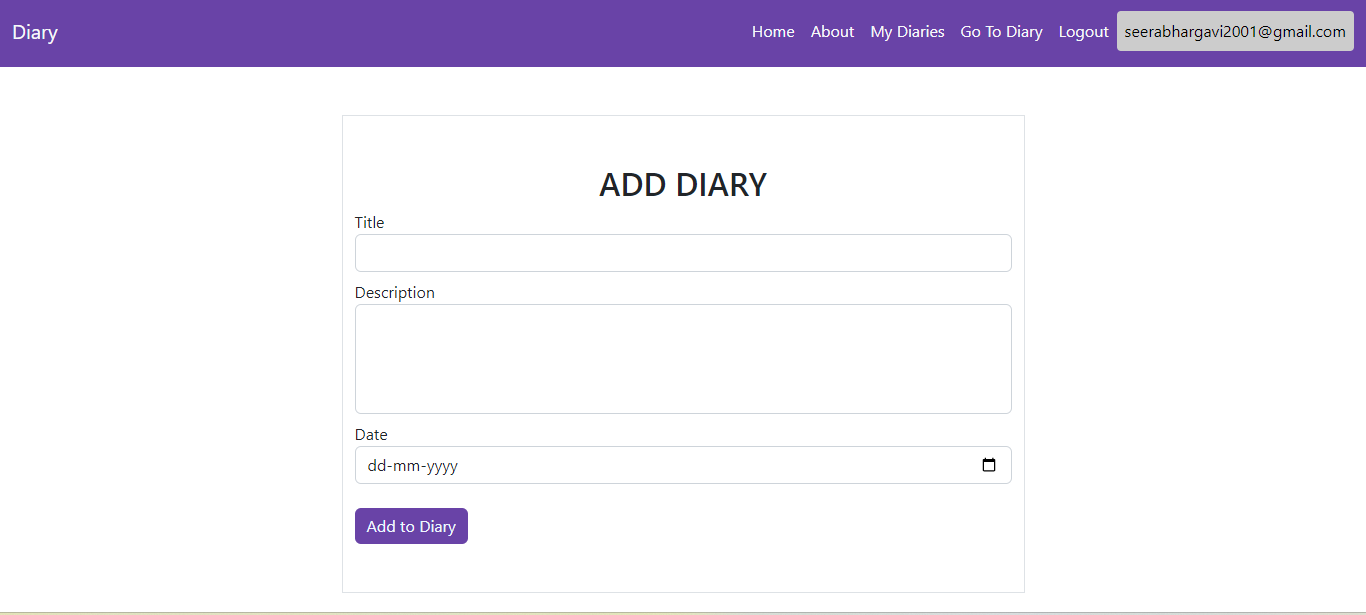 Diary Home About My Diaries Go To Diary Logout seerabhargavi2001@gmail.com
ADD DIARY
Title
Description
Date
dd-mm-yyyy
Add to Diary